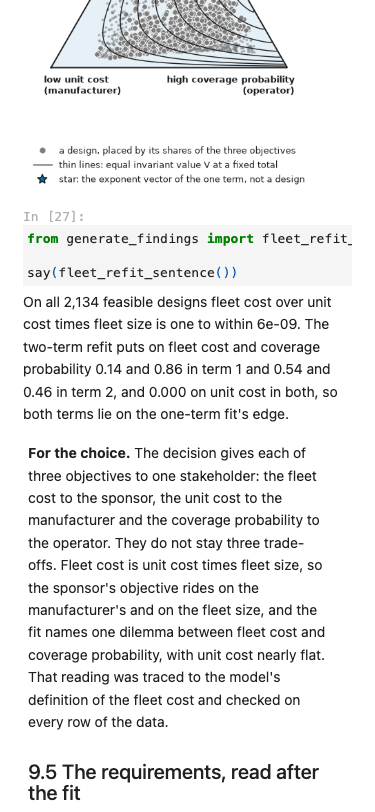 low unit cost high coverage probability
(manufacturer) (operator)
a design, placed by its shares of the three objectives
thin lines: equal invariant value V at a fixed total
star: the exponent vector of the one term, not a design
In [27]:
from generate_findings import fleet_refit_
say(fleet_refit_sentence())
On all 2,134 feasible designs fleet cost over unit
cost times fleet size is one to within 6e-09. The
two-term refit puts on fleet cost and coverage
probability 0.14 and 0.86 in term 1 and 0.54 and
0.46 in term 2, and 0.000 on unit cost in both, so
both terms lie on the one-term fit's edge.
For the choice. The decision gives each of
three objectives to one stakeholder: the fleet
cost to the sponsor, the unit cost to the
manufacturer and the coverage probability to
the operator. They do not stay three trade-
offs. Fleet cost is unit cost times fleet size, so
the sponsor's objective rides on the
manufacturer's and on the fleet size, and the
fit names one dilemma between fleet cost and
coverage probability, with unit cost nearly flat.
That reading was traced to the model's
definition of the fleet cost and checked on
every row of the data.
9.5 The requirements, read after
the fit